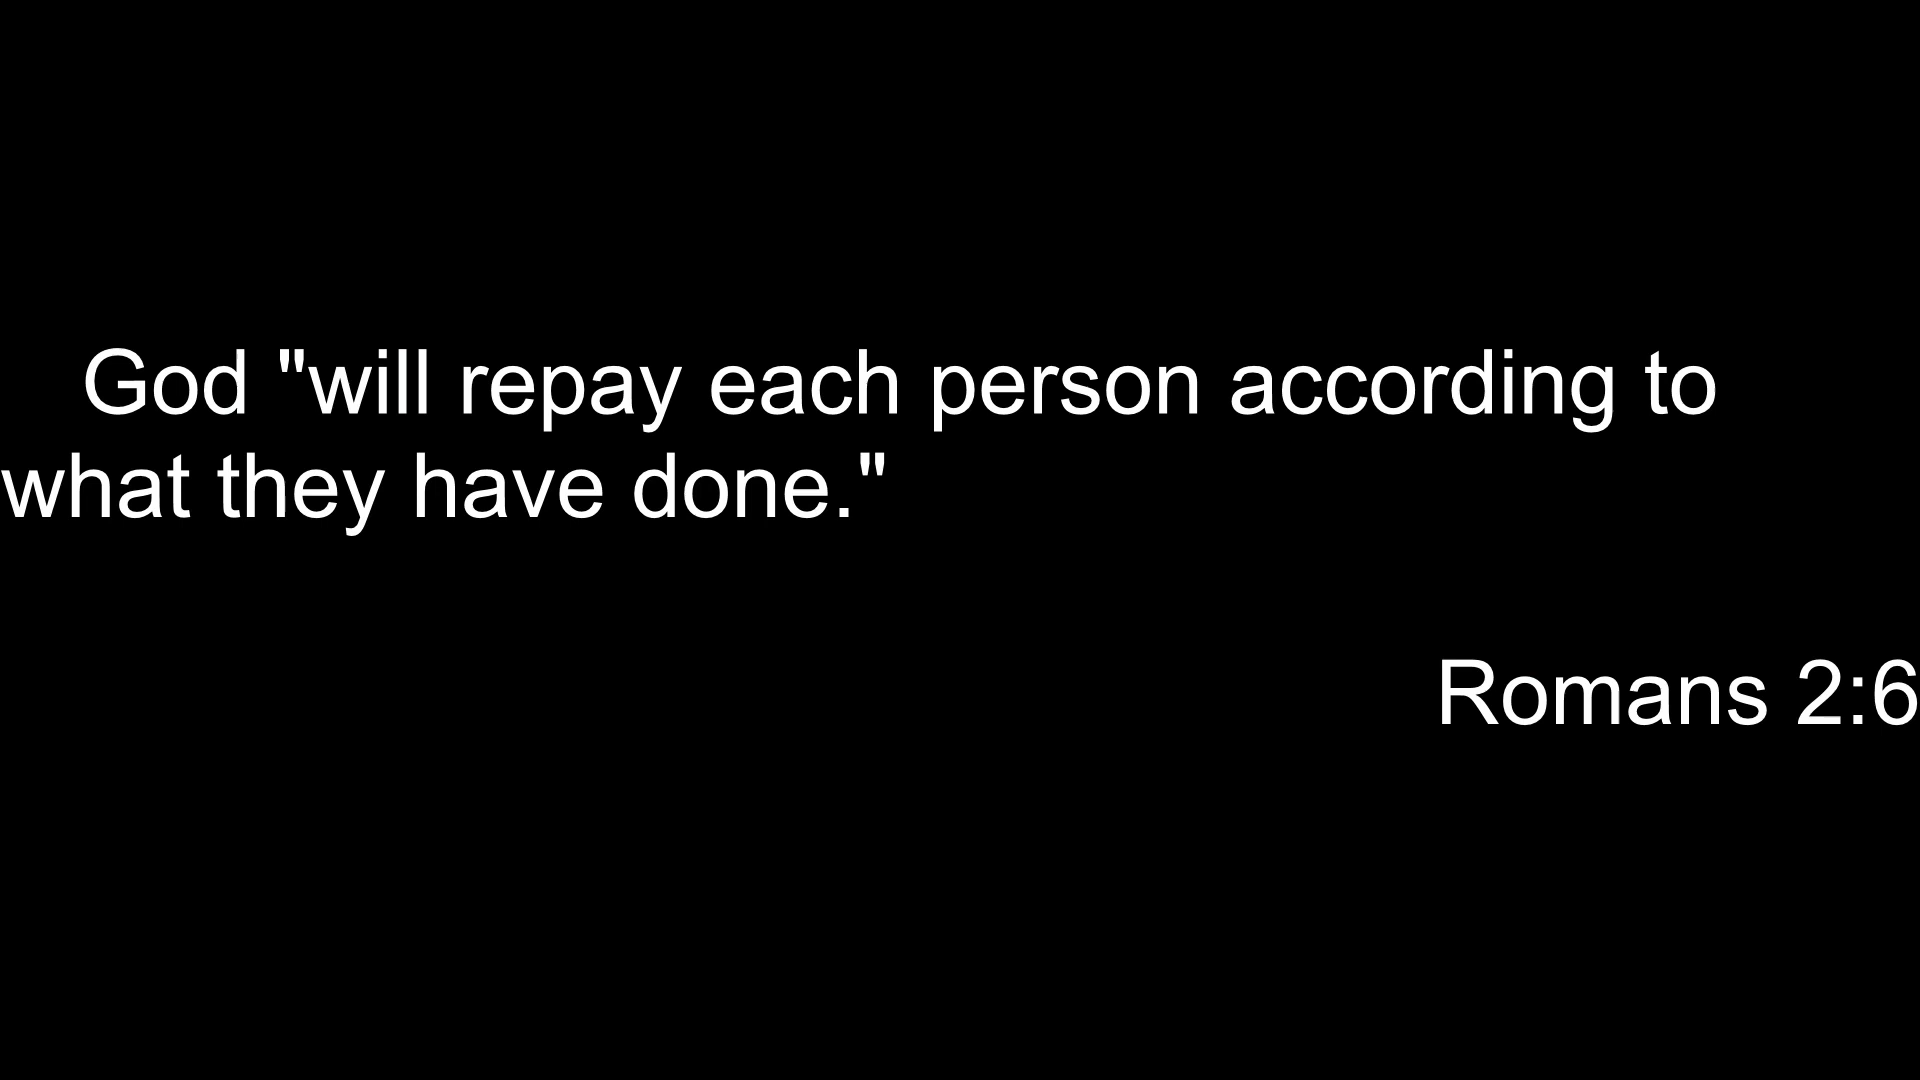 God "will repay each person according to
what they have done."
Romans 2:6